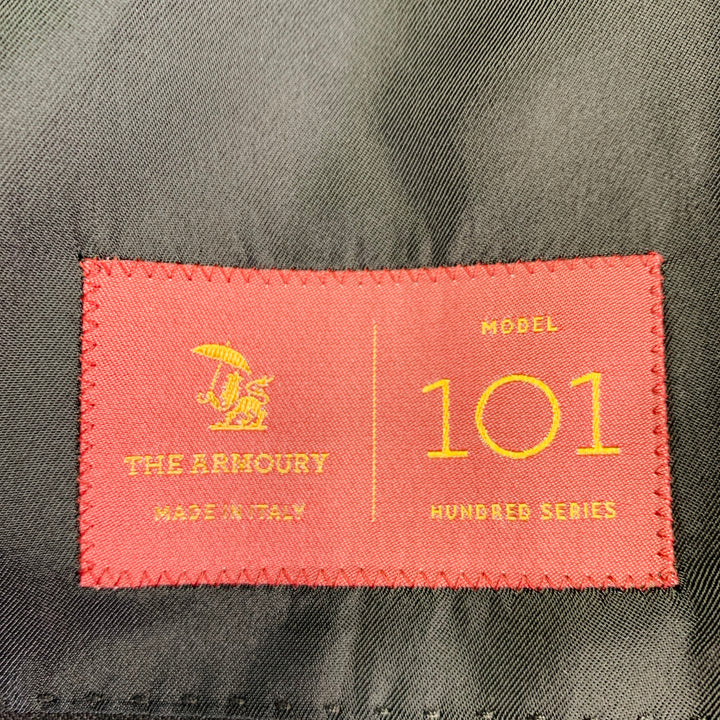 THE ARMOURY
MADE IN ITALY
MODEL
101
HUNDRED SERIES